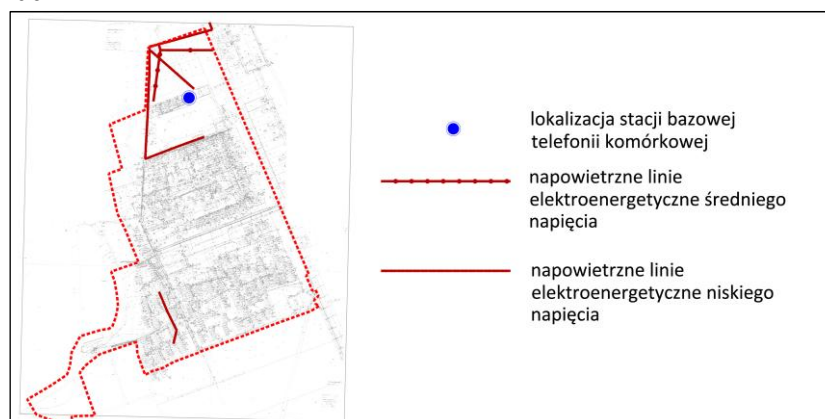 lokalizacja stacji bazowej
telefonii komórkowej
napowietrzne linie
elektroenergetyczne średniego
napięcia
napowietrzne linie
elektroenergetyczne niskiego
napięcia